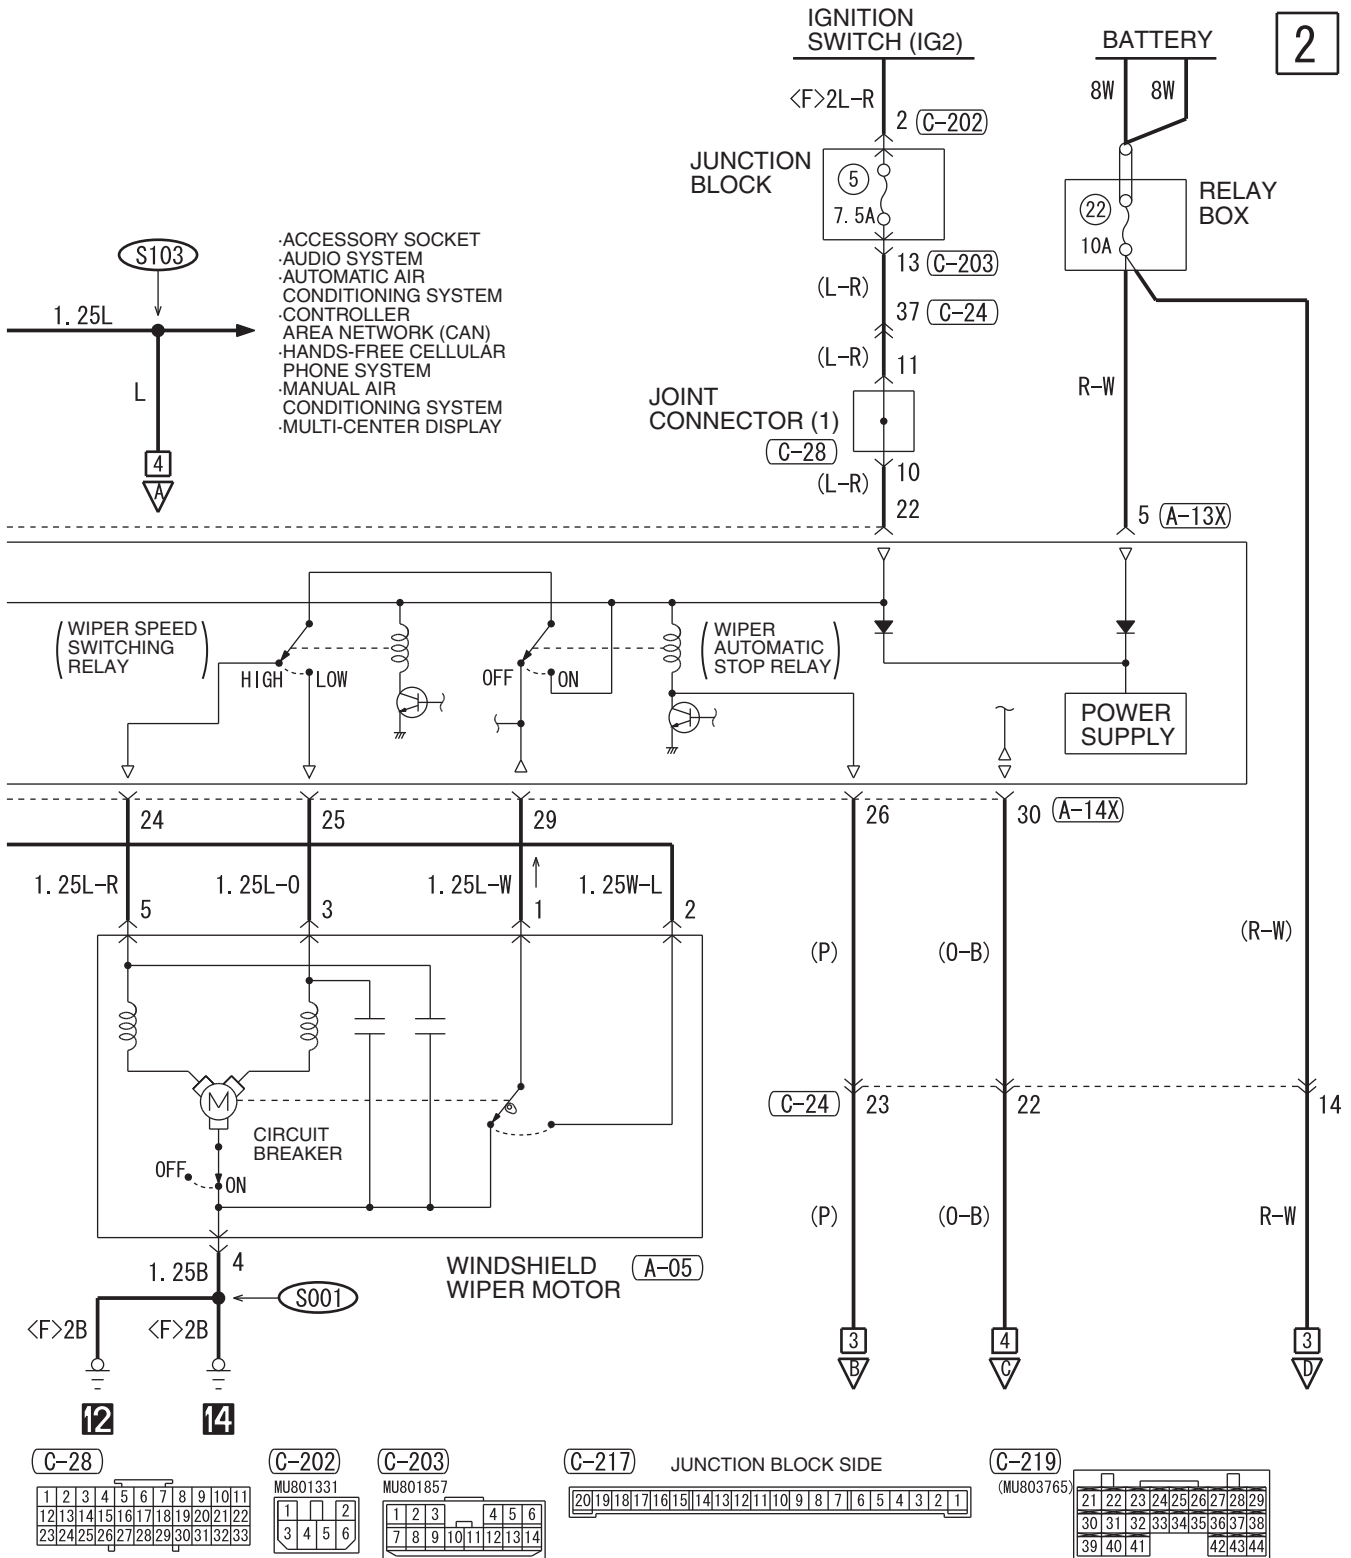 IGNITION
SWITCH (IG2)
BATTERY
2
<F>2L-R
8W
8W
2
C-202
JUNCTION
BLOCK
5
7.5A
RELAY
BOX
22
10A
S103
·ACCESSORY SOCKET
·AUDIO SYSTEM
·AUTOMATIC AIR
CONDITIONING SYSTEM
·CONTROLLER
AREA NETWORK (CAN)
·HANDS-FREE CELLULAR
PHONE SYSTEM
·MANUAL AIR
CONDITIONING SYSTEM
·MULTI-CENTER DISPLAY
1.25L
L
4
A
13
C-203
(L-R)
37
C-24
(L-R)
11
JOINT
CONNECTOR (1)
C-28
10
(L-R)
22
R-W
5
A-13X
WIPER SPEED
SWITCHING
RELAY
HIGH
LOW
OFF
ON
WIPER
AUTOMATIC
STOP RELAY
POWER
SUPPLY
24
25
29
26
30
A-14X
1.25L-R
1.25L-O
1.25L-W
1.25W-L
5
3
1
2
(P)
(O-B)
(R-W)
M
CIRCUIT
BREAKER
OFF
ON
C-24
23
22
14
(P)
(O-B)
R-W
4
1.25B
S001
WINDSHIELD
WIPER MOTOR
A-05
<F>2B
<F>2B
12
14
3
B
4
C
3
D
C-28
1 2 3 4 5 6 7 8 9 10 11
12 13 14 15 16 17 18 19 20 21 22
23 24 25 26 27 28 29 30 31 32 33
C-202
MU801331
1 2
3 4 5 6
C-203
MU801857
1 2 3 4 5 6
7 8 9 10 11 12 13 14
C-217
JUNCTION BLOCK SIDE
20 19 18 17 16 15 14 13 12 11 10 9 8 7 6 5 4 3 2 1
C-219
(MU803765)
21 22 23 24 25 26 27 28 29
30 31 32 33 34 35 36 37 38
39 40 41 42 43 44